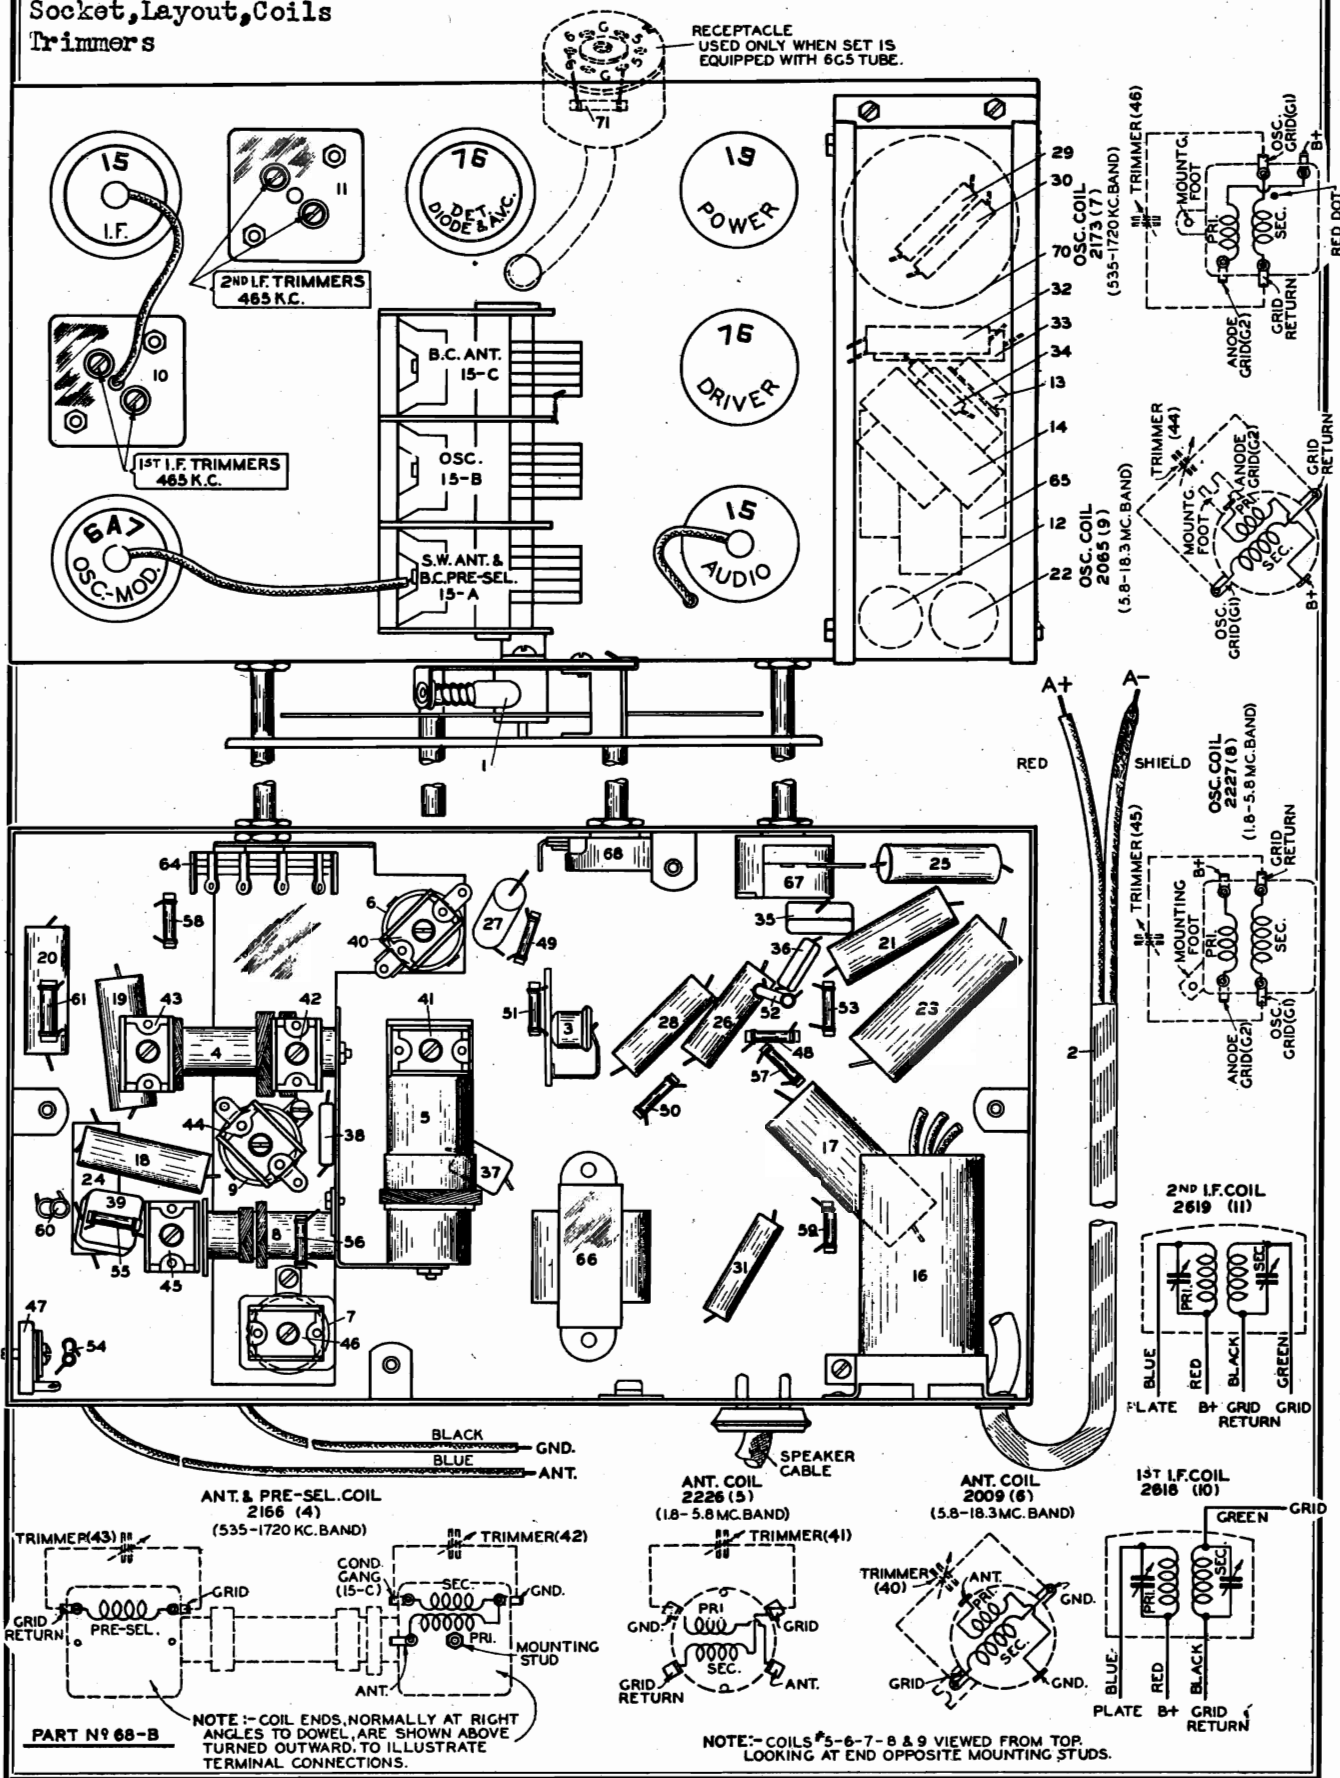 Socket,Layout,Coils
Trimmers
RECEPTACLE
USED ONLY WHEN SET IS
EQUIPPED WITH 6G5 TUBE.
6 G 5
6 G 5
71
15
I.F.
11
76
DET.
DIODE & A.V.C.
19
POWER
2ND I.F. TRIMMERS
465 K.C.
10
1ST I.F. TRIMMERS
465 K.C.
B.C. ANT.
15-C
OSC.
15-B
S.W. ANT. &
B.C. PRE-SEL.
15-A
76
DRIVER
6A7
OSC.-MOD.
15
AUDIO
29
30
70
32
33
34
13
14
65
12
22
OSC. COIL
2173 (7)
(535-1720 KC. BAND)
TRIMMER (46)
MOUNTG.
FOOT
PRI.
SEC.
OSC.
GRID(G1)
B+
RED DOT
ANODE
GRID(G2)
GRID
RETURN
OSC. COIL
2065 (9)
(5.8-18.3 MC. BAND)
TRIMMER
(44)
MOUNTG.
FOOT
ANODE
GRID(G2)
PRI.
SEC.
GRID
RETURN
OSC.
GRID(G1)
B+
1
A+
A-
RED
SHIELD
2
OSC. COIL
2227 (8)
(1.8-5.8 MC. BAND)
TRIMMER (45)
MOUNTING
FOOT
PRI.
SEC.
B+
GRID
RETURN
ANODE
GRID(G2)
OSC.
GRID(G1)
64
58
20
61
19
43
4
42
6
40
27
49
68
67
25
35
36
21
23
41
51
3
28
26
52
53
48
57
50
5
44
38
18
24
9
37
17
60
39
55
45
8
56
66
59
31
16
47
54
7
46
2ND I.F. COIL
2619 (11)
PRI.
SEC.
BLUE
RED
BLACK
GREEN
PLATE B+ GRID GRID
RETURN
BLACK
GND.
BLUE
ANT.
SPEAKER
CABLE
ANT. & PRE-SEL. COIL
2166 (4)
(535-1720 KC. BAND)
TRIMMER(43)
GRID
GRID
RETURN
PRE-SEL.
COND.
GANG
(15-C)
TRIMMER(42)
SEC.
GND.
PRI.
MOUNTING
STUD
ANT.
ANT. COIL
2226 (5)
(1.8-5.8 MC. BAND)
TRIMMER(41)
PRI
GND.
GRID
SEC.
GRID
RETURN
ANT.
ANT. COIL
2009 (6)
(5.8-18.3 MC. BAND)
TRIMMER
(40)
ANT.
PRI.
GND.
SEC.
GRID
GND.
1ST I.F. COIL
2618 (10)
GREEN
GRID
PRI.
SEC.
BLUE
RED
BLACK
PLATE B+ GRID
RETURN
PART Nº 68-B
NOTE:- COIL ENDS, NORMALLY AT RIGHT
ANGLES TO DOWEL, ARE SHOWN ABOVE
TURNED OUTWARD, TO ILLUSTRATE
TERMINAL CONNECTIONS.
NOTE:- COILS #5-6-7-8 & 9 VIEWED FROM TOP.
LOOKING AT END OPPOSITE MOUNTING STUDS.